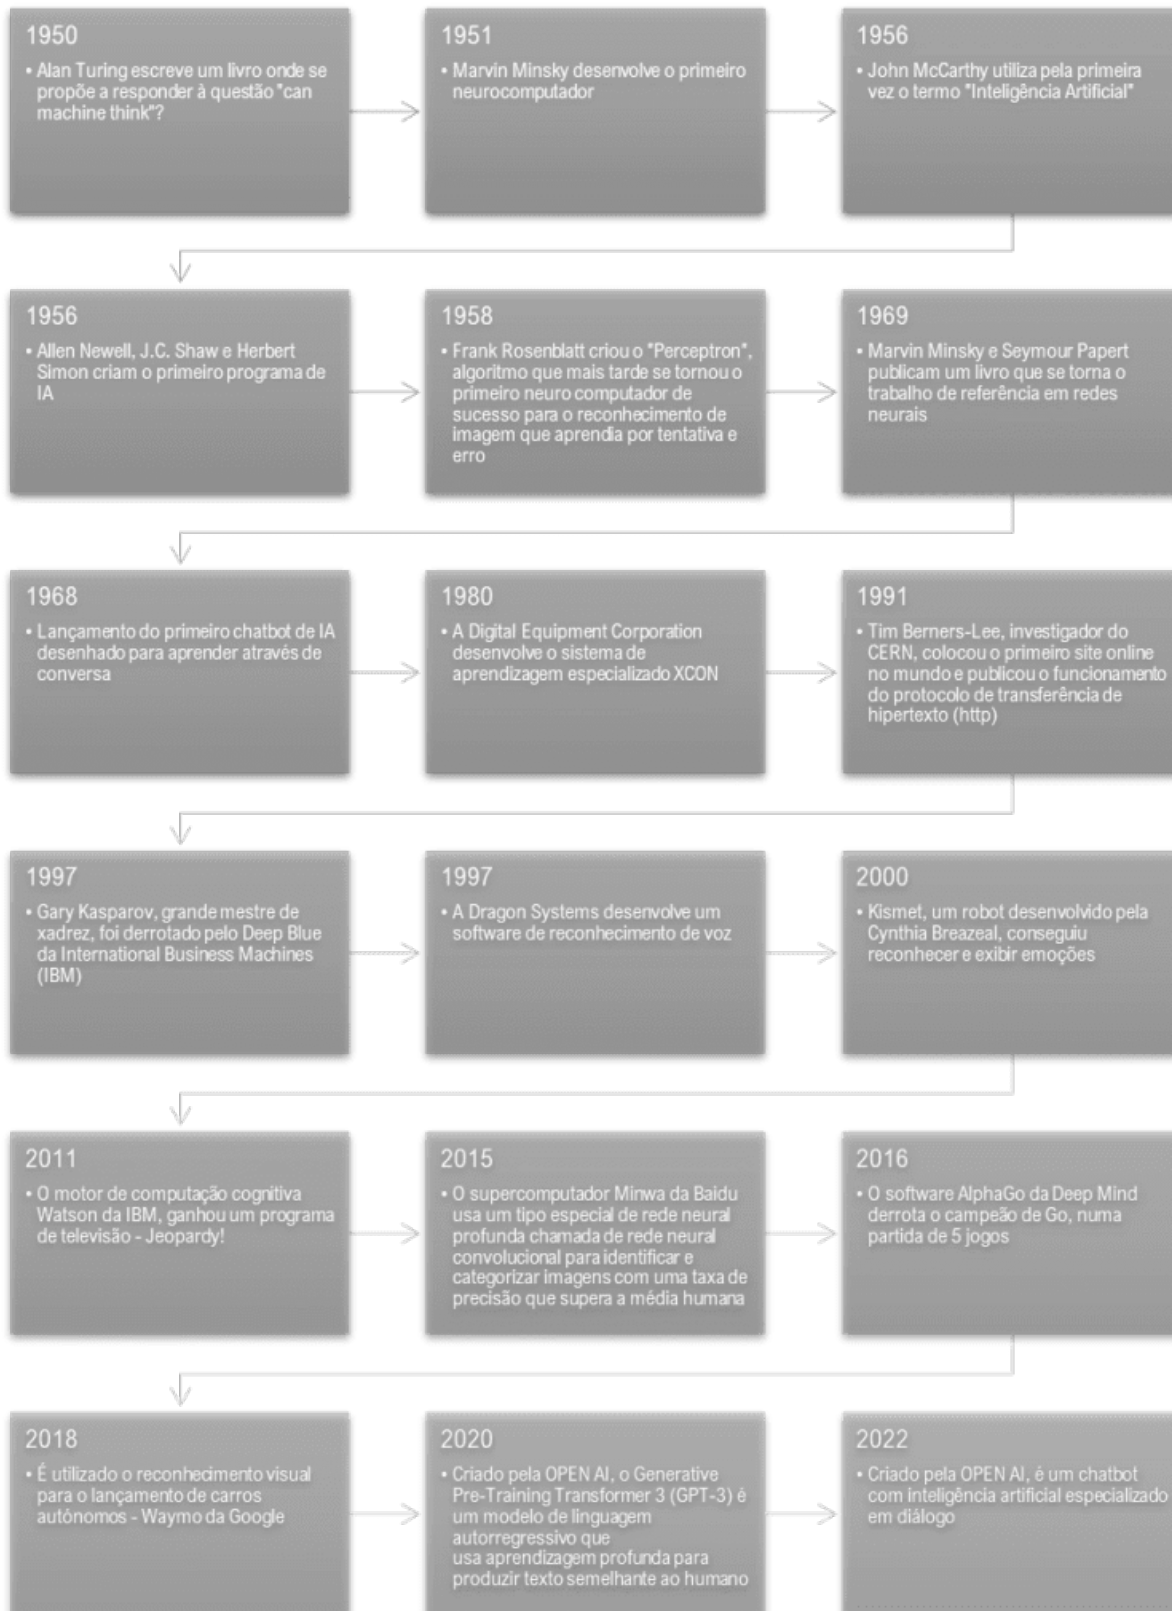 1950
• Alan Turing escreve um livro onde se
propõe a responder à questão "can
machine think"?
1951
• Marvin Minsky desenvolve o primeiro
neurocomputador
1956
• John McCarthy utiliza pela primeira
vez o termo "Inteligência Artificial"
1956
• Allen Newell, J.C. Shaw e Herbert
Simon criam o primeiro programa de
IA
1958
• Frank Rosenblatt criou o "Perceptron",
algoritmo que mais tarde se tornou o
primeiro neuro computador de
sucesso para o reconhecimento de
imagem que aprendia por tentativa e
erro
1969
• Marvin Minsky e Seymour Papert
publicam um livro que se torna o
trabalho de referência em redes
neurais
1968
• Lançamento do primeiro chatbot de IA
desenhado para aprender através de
conversa
1980
• A Digital Equipment Corporation
desenvolve o sistema de
aprendizagem especializado XCON
1991
• Tim Berners-Lee, investigador do
CERN, colocou o primeiro site online
no mundo e publicou o funcionamento
do protocolo de transferência de
hipertexto (http)
1997
• Gary Kasparov, grande mestre de
xadrez, foi derrotado pelo Deep Blue
da International Business Machines
(IBM)
1997
• A Dragon Systems desenvolve um
software de reconhecimento de voz
2000
• Kismet, um robot desenvolvido pela
Cynthia Breazeal, conseguiu
reconhecer e exibir emoções
2011
• O motor de computação cognitiva
Watson da IBM, ganhou um programa
de televisão - Jeopardy!
2015
• O supercomputador Minwa da Baidu
usa um tipo especial de rede neural
profunda chamada de rede neural
convolucional para identificar e
categorizar imagens com uma taxa de
precisão que supera a média humana
2016
• O software AlphaGo da Deep Mind
derrota o campeão de Go, numa
partida de 5 jogos
2018
• É utilizado o reconhecimento visual
para o lançamento de carros
autónomos - Waymo da Google
2020
• Criado pela OPEN AI, o Generative
Pre-Training Transformer 3 (GPT-3) é
um modelo de linguagem
autorregressivo que
usa aprendizagem profunda para
produzir texto semelhante ao humano
2022
• Criado pela OPEN AI, é um chatbot
com inteligência artificial especializado
em diálogo